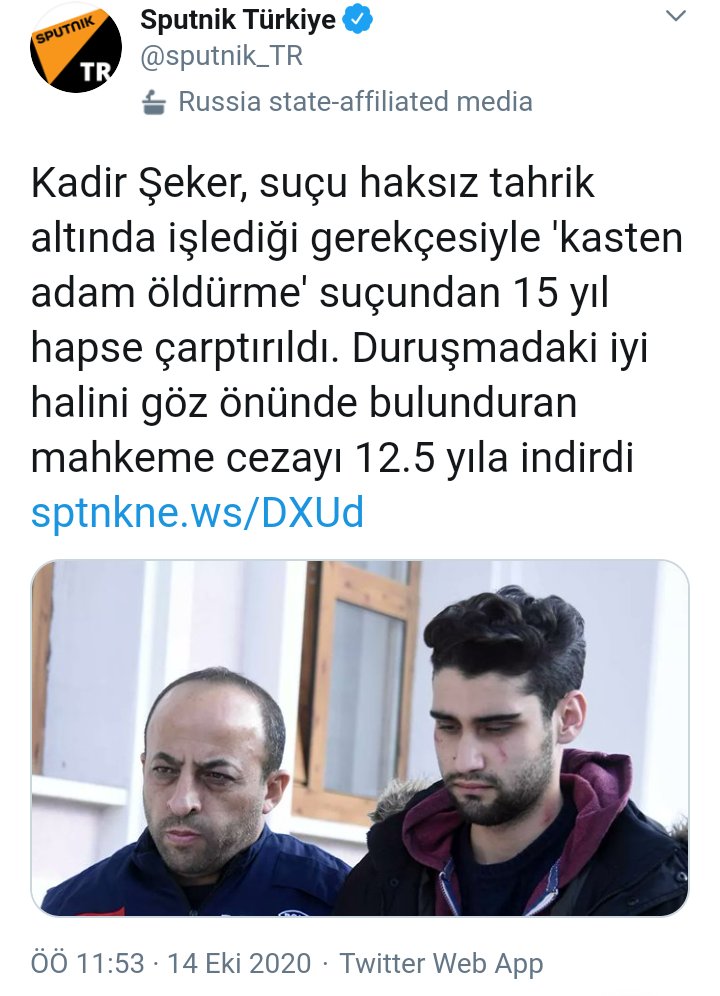 SPUTNIK
TR
Sputnik Türkiye
@sputnik_TR
Russia state-affiliated media
Kadir Şeker, suçu haksız tahrik
altında işlediği gerekçesiyle 'kasten
adam öldürme' suçundan 15 yıl
hapse çarptırıldı. Duruşmadaki iyi
halini göz önünde bulunduran
mahkeme cezayı 12.5 yıla indirdi
sptnkne.ws/DXUd
ÖÖ 11:53 · 14 Eki 2020 · Twitter Web App